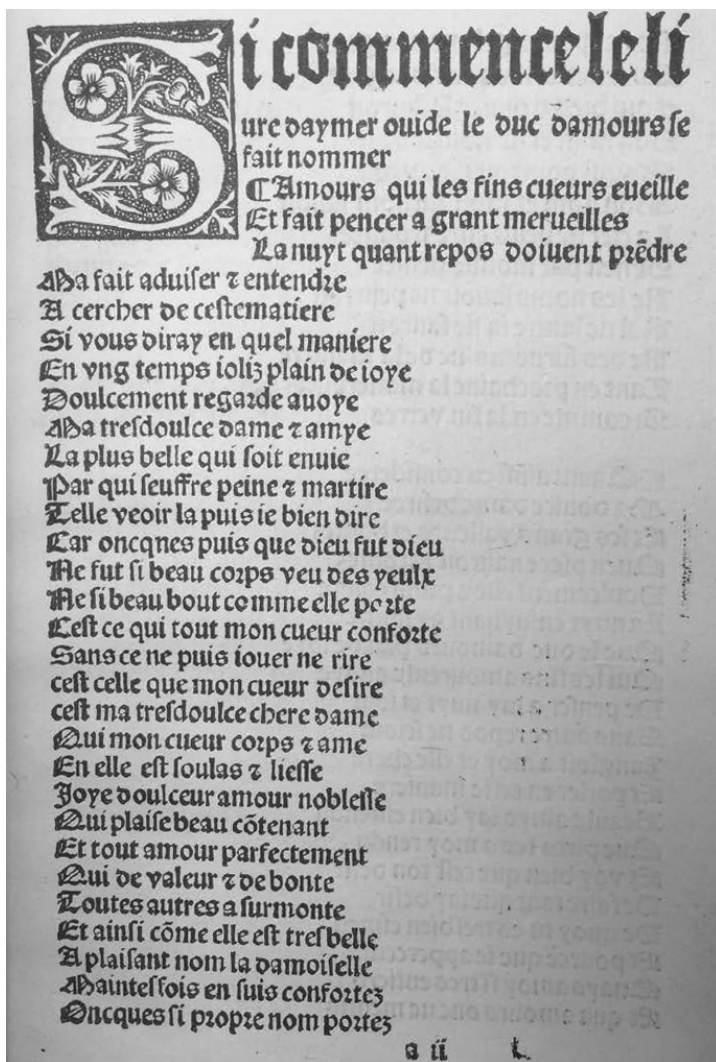 Si commence le li
ure daymer ouide le duc damours se
fait nommer
¶Amours qui les fins cueurs eueille
Et fait pencer a grant merueilles
La nuyt quant repos doiuent prẽdre
Ma fait aduiser ⁊ entendre
A cercher de cestematiere
Si vous diray en quel maniere
En vng temps ioliz plain de ioye
Doulcement regarde auoye
Ma tresdoulce dame ⁊ amye
La plus belle qui soit enuie
Par qui seuffre peine ⁊ martire
Telle veoir la puis ie bien dire
Car oncqnes puis que dieu fut dieu
Ne fut si beau corps veu des yeulx
Ne si beau bout comme elle porte
Cest ce qui tout mon cueur conforte
Sans ce ne puis iouer ne rire
cest celle que mon cueur desire
cest ma tresdoulce chere dame
Qui mon cueur corps ⁊ ame
En elle est soulas ⁊ liesse
Joye doulceur amour noblesse
Qui plaise beau cõtenant
Et tout amour parfectement
Qui de valeur ⁊ de bonte
Toutes autres a surmonte
Et ainsi cõme elle est tresbelle
A plaisant nom la damoiselle
Maintesfois en suis confortez
Oncques si propre nom portez
a ii